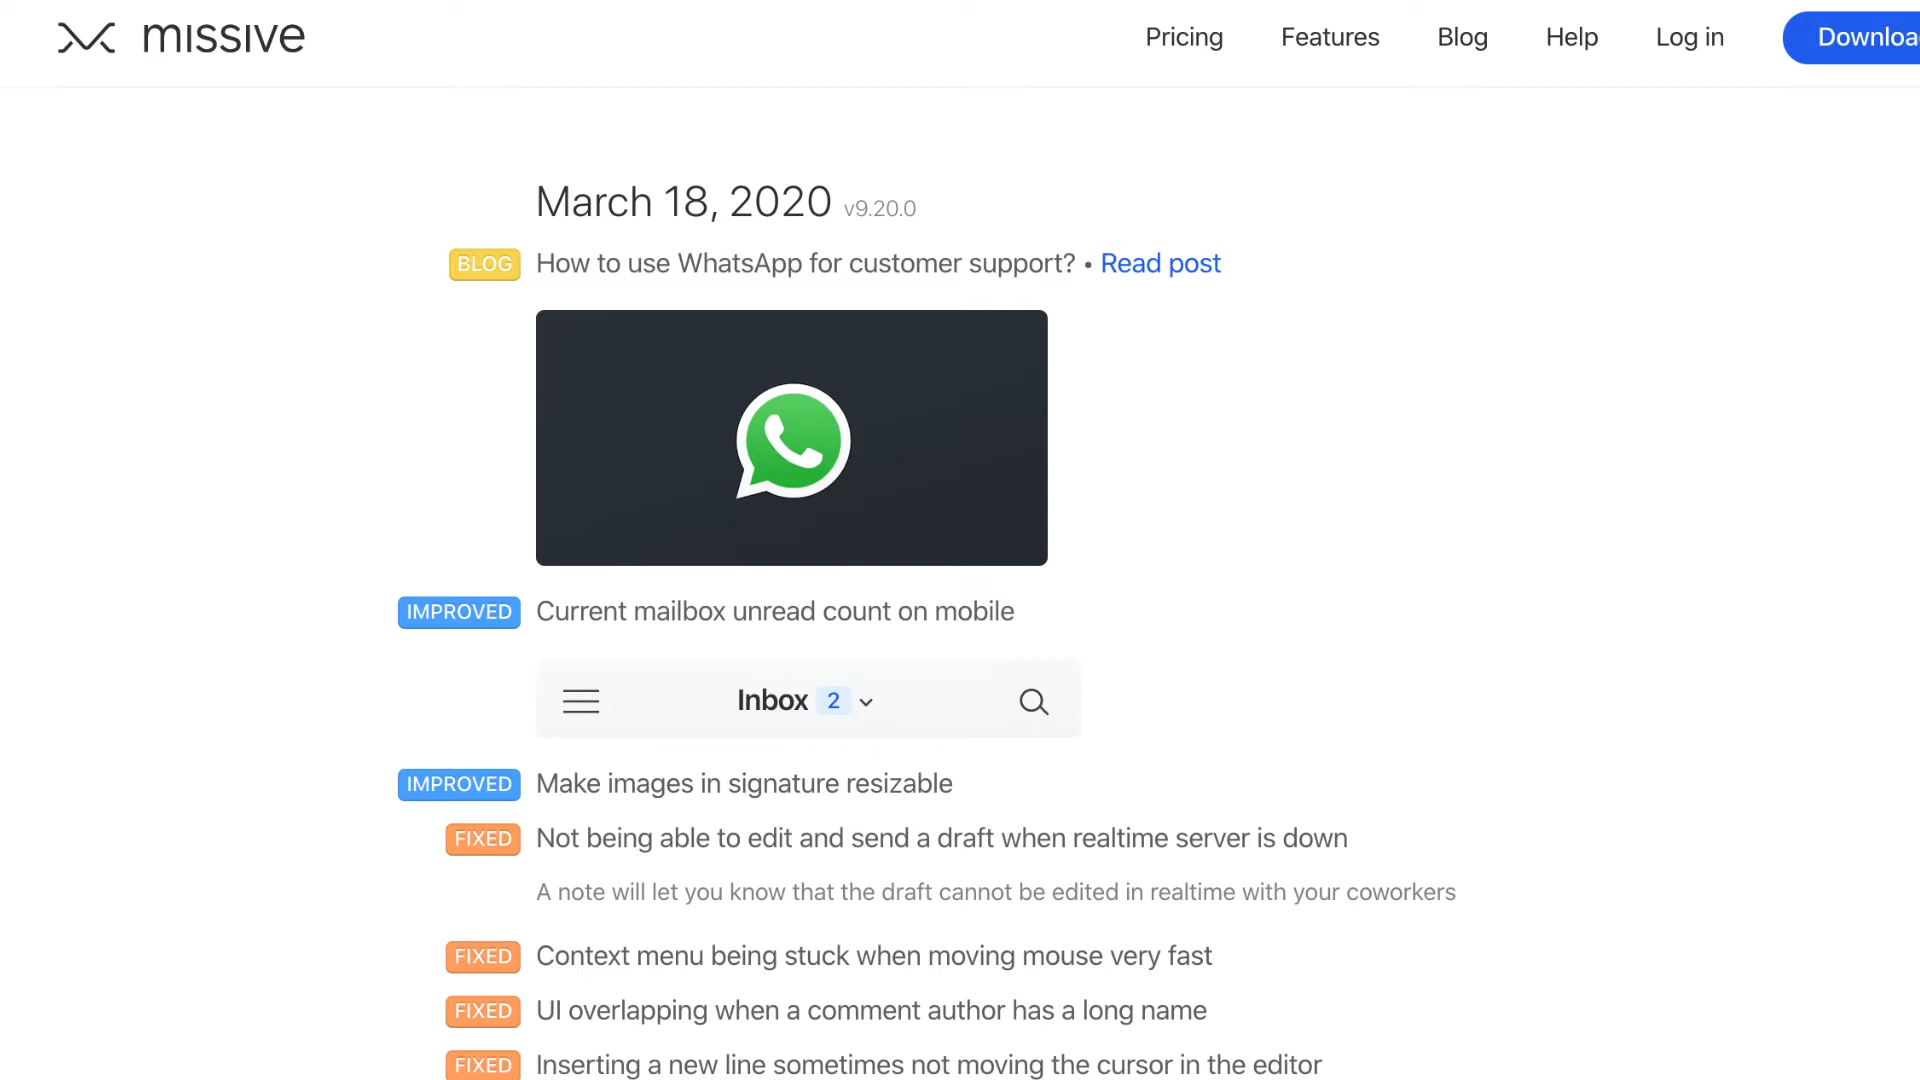 missive
Pricing Features Blog Help Log in Downloa
March 18, 2020 v9.20.0
BLOG How to use WhatsApp for customer support? • Read post
IMPROVED Current mailbox unread count on mobile
Inbox 2
IMPROVED Make images in signature resizable
FIXED Not being able to edit and send a draft when realtime server is down
A note will let you know that the draft cannot be edited in realtime with your coworkers
FIXED Context menu being stuck when moving mouse very fast
FIXED UI overlapping when a comment author has a long name
FIXED Inserting a new line sometimes not moving the cursor in the editor